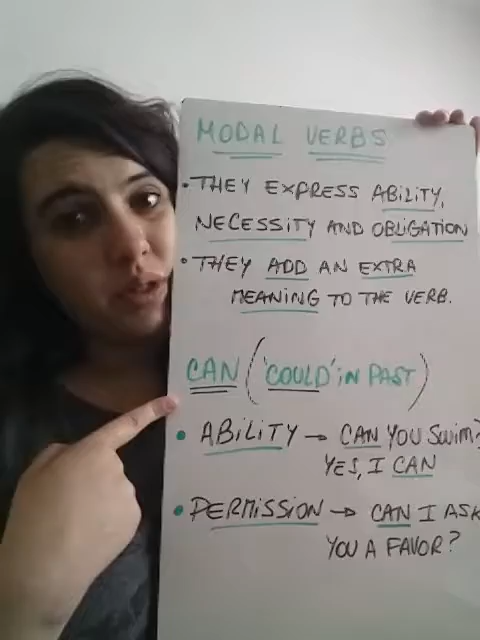 MODAL VERBS
• THEY EXPRESS ABILITY,
NECESSITY AND OBLIGATION
• THEY ADD AN EXTRA
MEANING TO THE VERB.
CAN ('COULD' iN PAST)
• ABiLiTY → CAN YOU SWiM?
YES, I CAN
• PERMiSSiON → CAN I ASK
YOU A FAVOR?